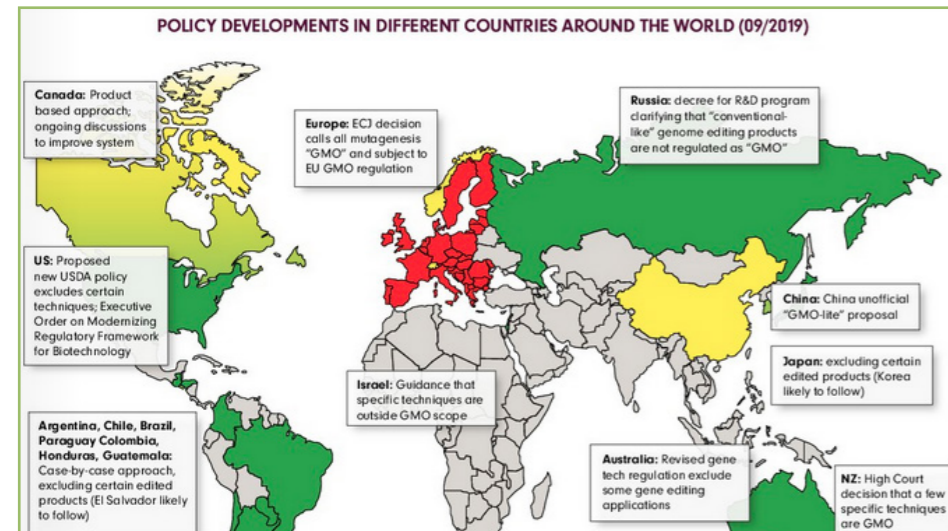 POLICY DEVELOPMENTS IN DIFFERENT COUNTRIES AROUND THE WORLD (09/2019)
Canada: Product
based approach;
ongoing discussions
to improve system
Europe: ECJ decision
calls all mutagenesis
"GMO" and subject to
EU GMO regulation
Russia: decree for R&D program
clarifying that "conventional-
like" genome editing products
are not regulated as "GMO"
US: Proposed
new USDA policy
excludes certain
techniques; Executive
Order on Modernizing
Regulatory Framework
for Biotechnology
China: China unofficial
"GMO-lite" proposal
Japan: excluding certain
edited products (Korea
likely to follow)
Israel: Guidance that
specific techniques are
outside GMO scope
Argentina, Chile, Brazil,
Paraguay Colombia,
Honduras, Guatemala:
Case-by-case approach,
excluding certain edited
products (El Salvador likely
to follow)
Australia: Revised gene
tech regulation exclude
some gene editing
applications
NZ: High Court
decision that a few
specific techniques
are GMO